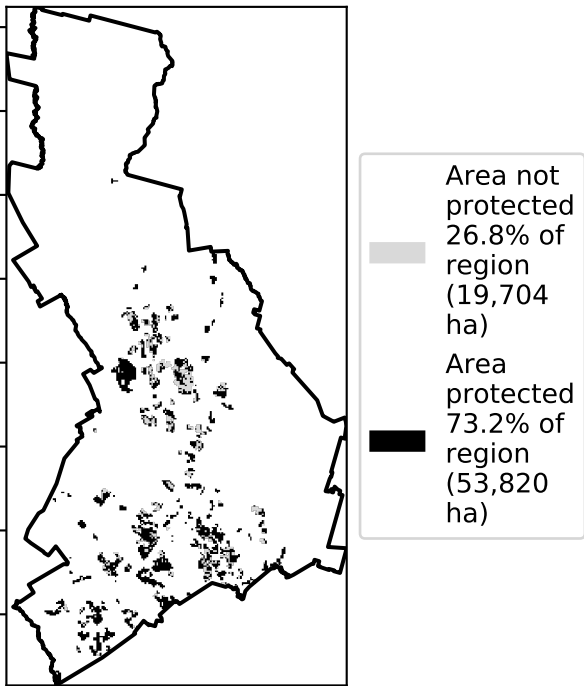 Area not
protected
26.8% of
region
(19,704
ha)
Area
protected
73.2% of
region
(53,820
ha)